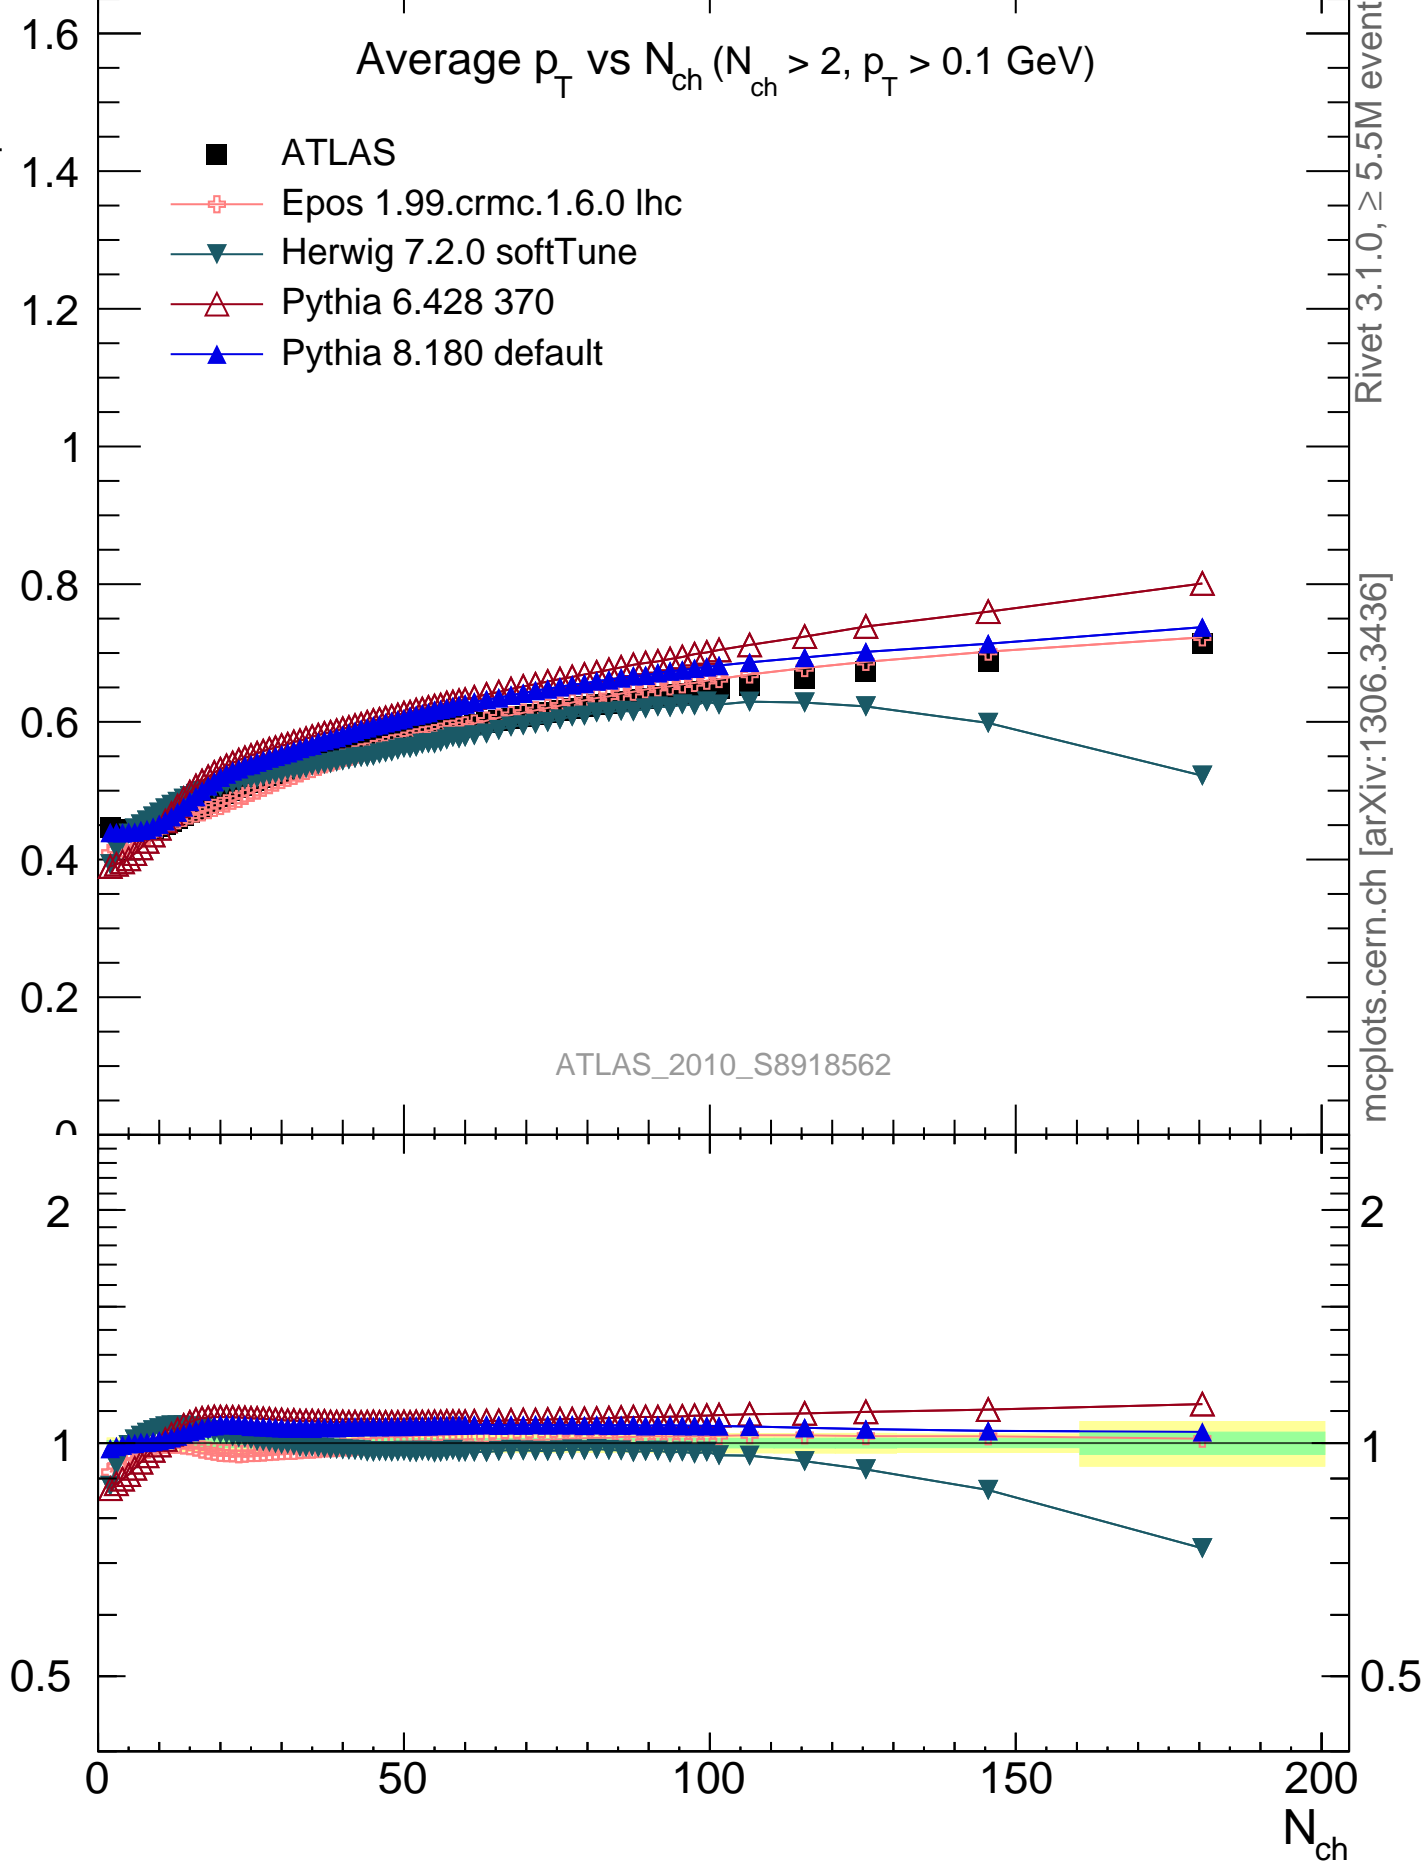 Average pT vs Nch (Nch > 2, pT > 0.1 GeV)
ATLAS
Epos 1.99.crmc.1.6.0 lhc
Herwig 7.2.0 softTune
Pythia 6.428 370
Pythia 8.180 default
1.6
1.4
1.2
1
0.8
0.6
0.4
0.2
0
ATLAS_2010_S8918562
Rivet 3.1.0, ≥ 5.5M event
mcplots.cern.ch [arXiv:1306.3436]
2
1
0.5
2
1
0.5
0
50
100
150
200
Nch